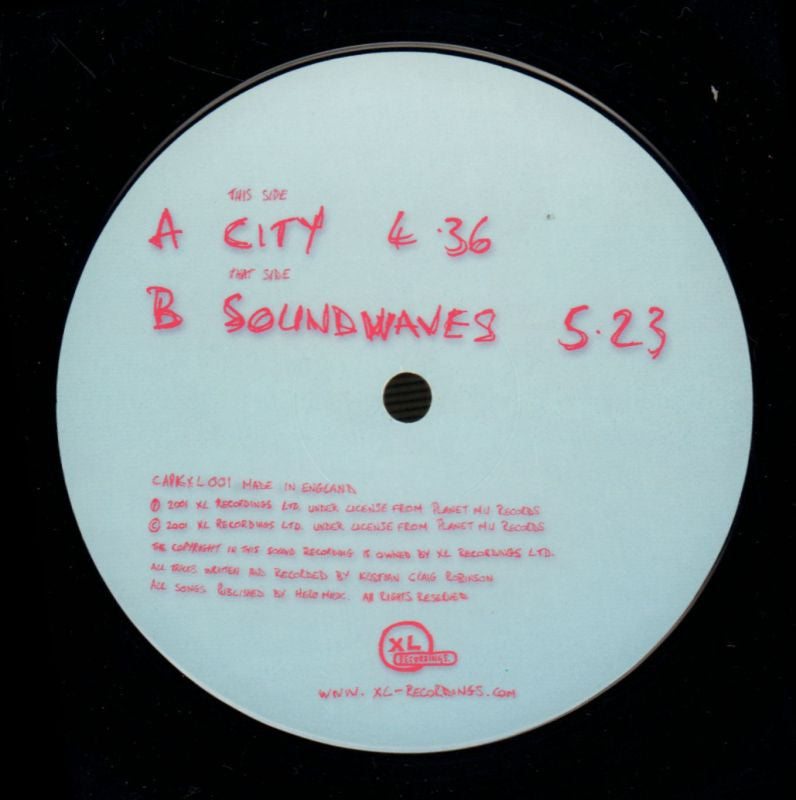 THIS SIDE
A CITY 4.36
THAT SIDE
B SOUNDWAVES 5.23
CAPKXL001 MADE IN ENGLAND
℗ 2001 XL RECORDINGS LTD. UNDER LICENSE FROM PLANET MU RECORDS
© 2001 XL RECORDINGS LTD. UNDER LICENSE FROM PLANET MU RECORDS
THE COPYRIGHT IN THIS SOUND RECORDING IS OWNED BY XL RECORDINGS LTD.
ALL TRACKS WRITTEN AND RECORDED BY KRISTIAN CRAIG ROBINSON
ALL SONGS PUBLISHED BY HERO MUSIC. ALL RIGHTS RESERVED
XL
RECORDINGS
WWW.XL-RECORDINGS.COM